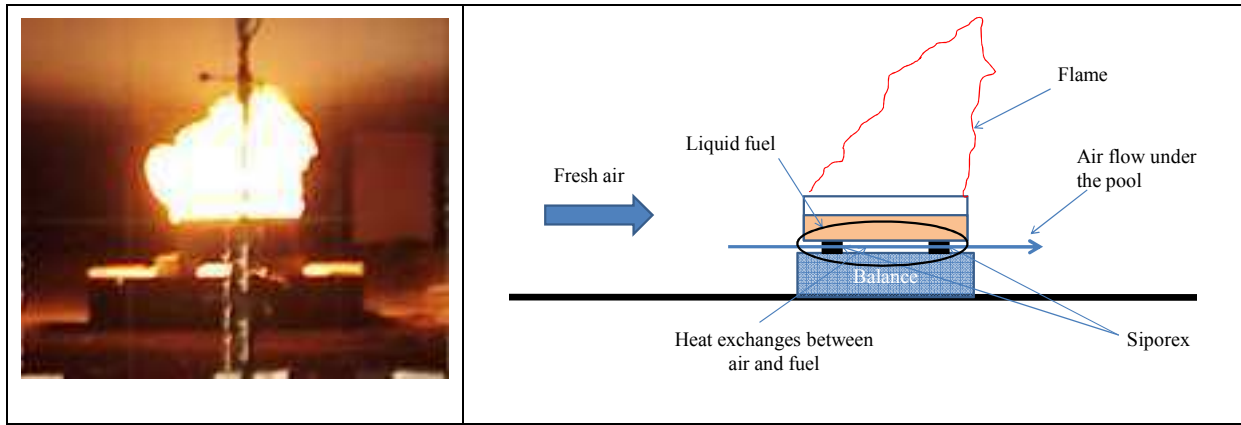 Flame
Liquid fuel
Air flow under
the pool
Fresh air
Balance
Heat exchanges between
air and fuel
Siporex